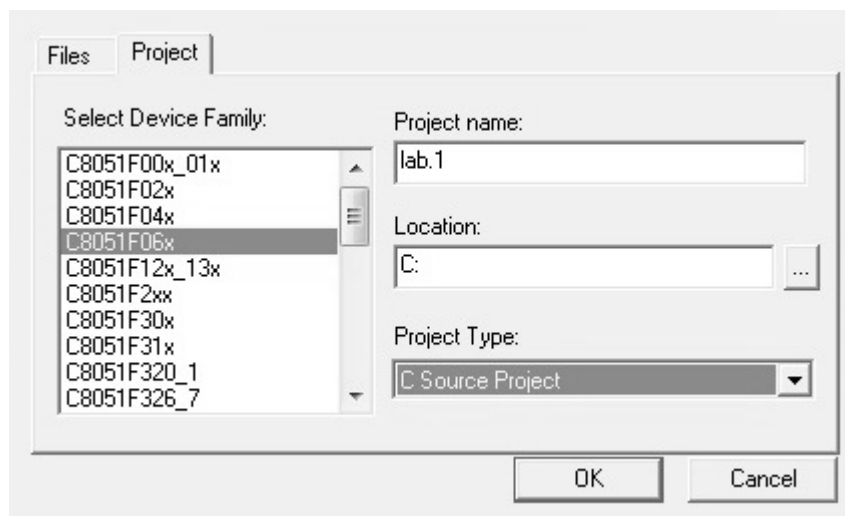 Files Project
Select Device Family:
C8051F00x_01x
C8051F02x
C8051F04x
C8051F06x
C8051F12x_13x
C8051F2xx
C8051F30x
C8051F31x
C8051F320_1
C8051F326_7
Project name:
lab.1
Location:
C:
...
Project Type:
C Source Project
OK Cancel